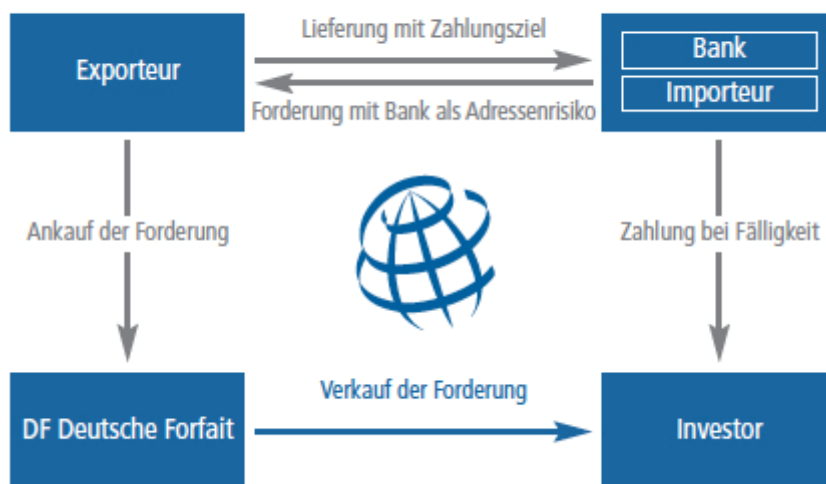 Lieferung mit Zahlungsziel
Exporteur
Bank
Importeur
Forderung mit Bank als Adressenrisiko
Ankauf der Forderung
Zahlung bei Fälligkeit
Verkauf der Forderung
DF Deutsche Forfait
Investor